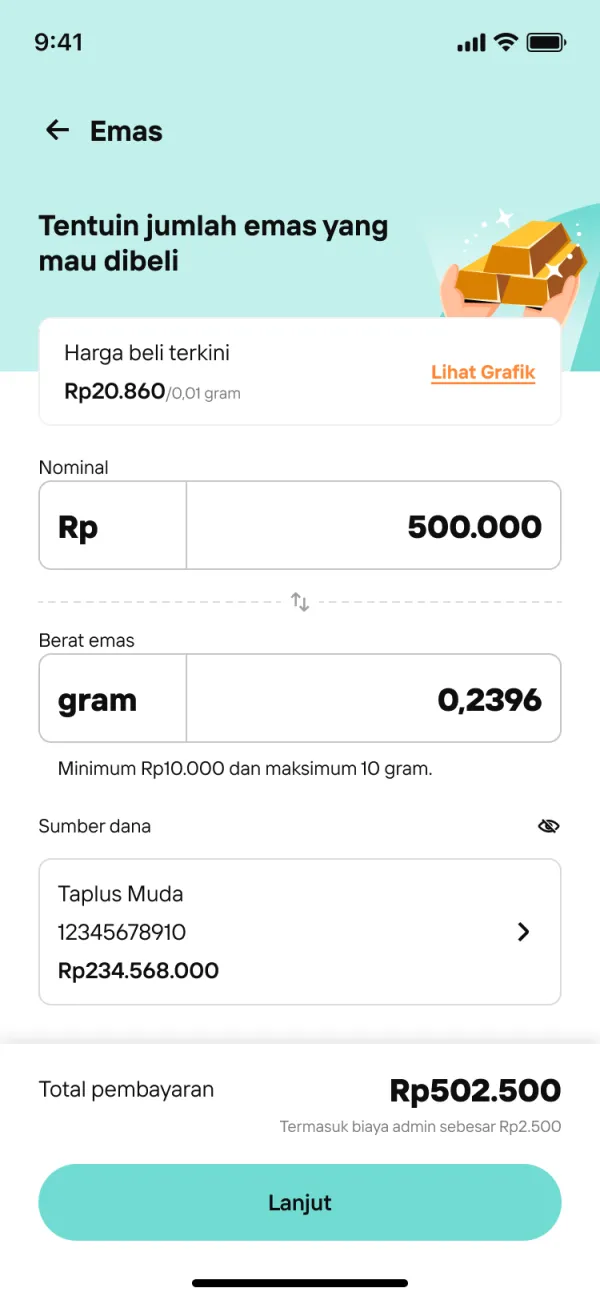 9:41
Emas
Tentuin jumlah emas yang
mau dibeli
Harga beli terkini
Rp20.860/0,01 gram
Lihat Grafik
Nominal
Rp
500.000
Berat emas
gram
0,2396
Minimum Rp10.000 dan maksimum 10 gram.
Sumber dana
Taplus Muda
12345678910
Rp234.568.000
Total pembayaran
Rp502.500
Termasuk biaya admin sebesar Rp2.500
Lanjut